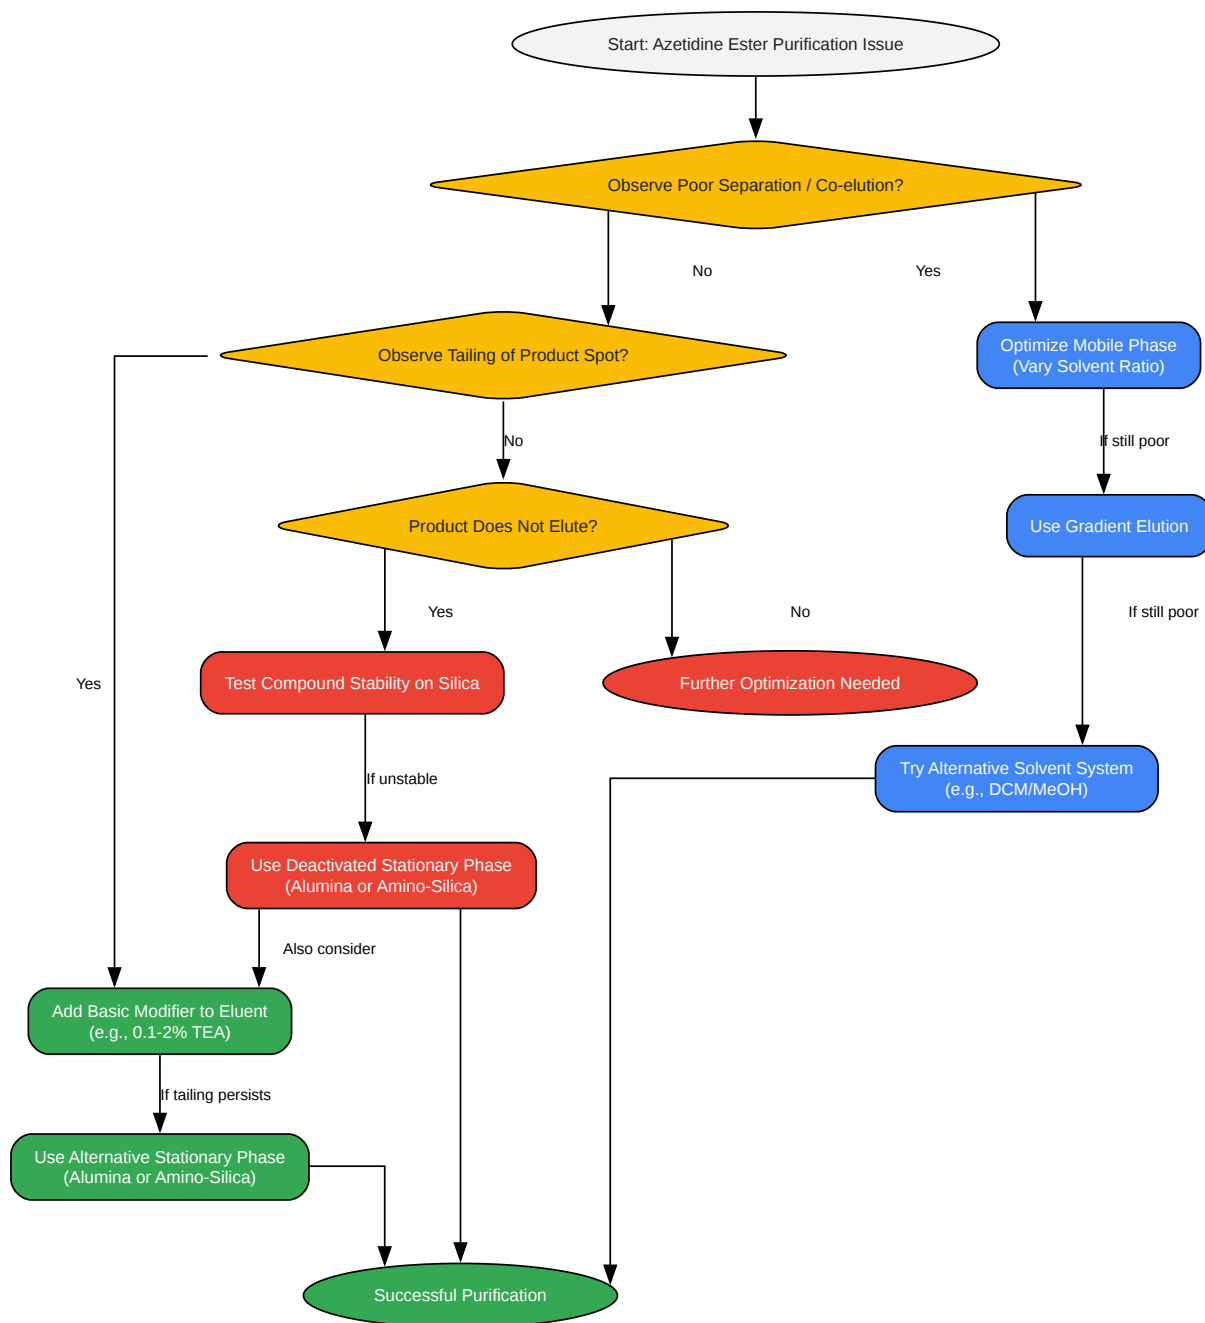 Start: Azetidine Ester Purification Issue
Observe Poor Separation / Co-elution?
No
Yes
Observe Tailing of Product Spot?
Optimize Mobile Phase
(Vary Solvent Ratio)
No
If still poor
Product Does Not Elute?
Use Gradient Elution
Yes
No
If still poor
Yes
Test Compound Stability on Silica
Further Optimization Needed
If unstable
Try Alternative Solvent System
(e.g., DCM/MeOH)
Use Deactivated Stationary Phase
(Alumina or Amino-Silica)
Also consider
Add Basic Modifier to Eluent
(e.g., 0.1-2% TEA)
If tailing persists
Use Alternative Stationary Phase
(Alumina or Amino-Silica)
Successful Purification